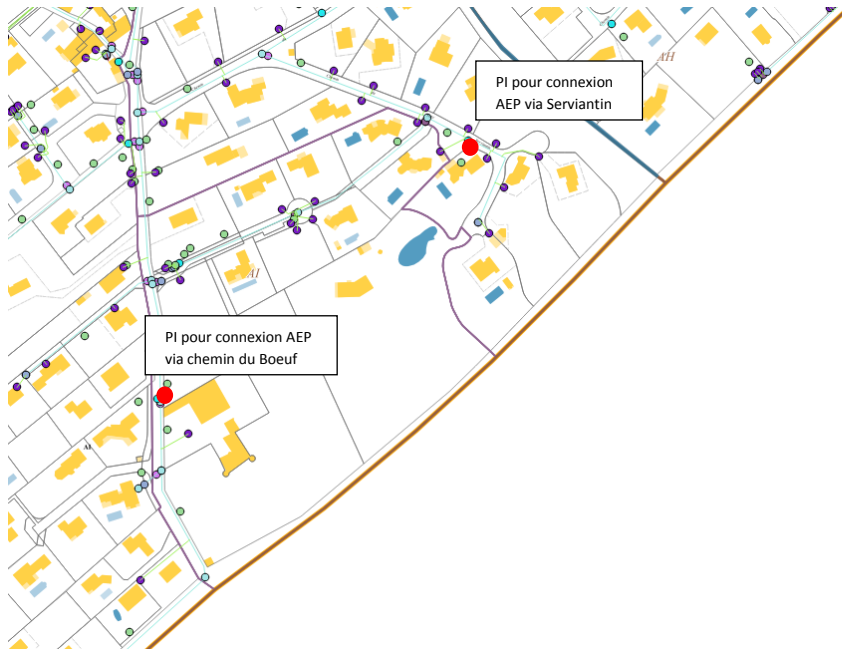 AH
PI pour connexion
AEP via Serviantin
AI
PI pour connexion AEP
via chemin du Boeuf